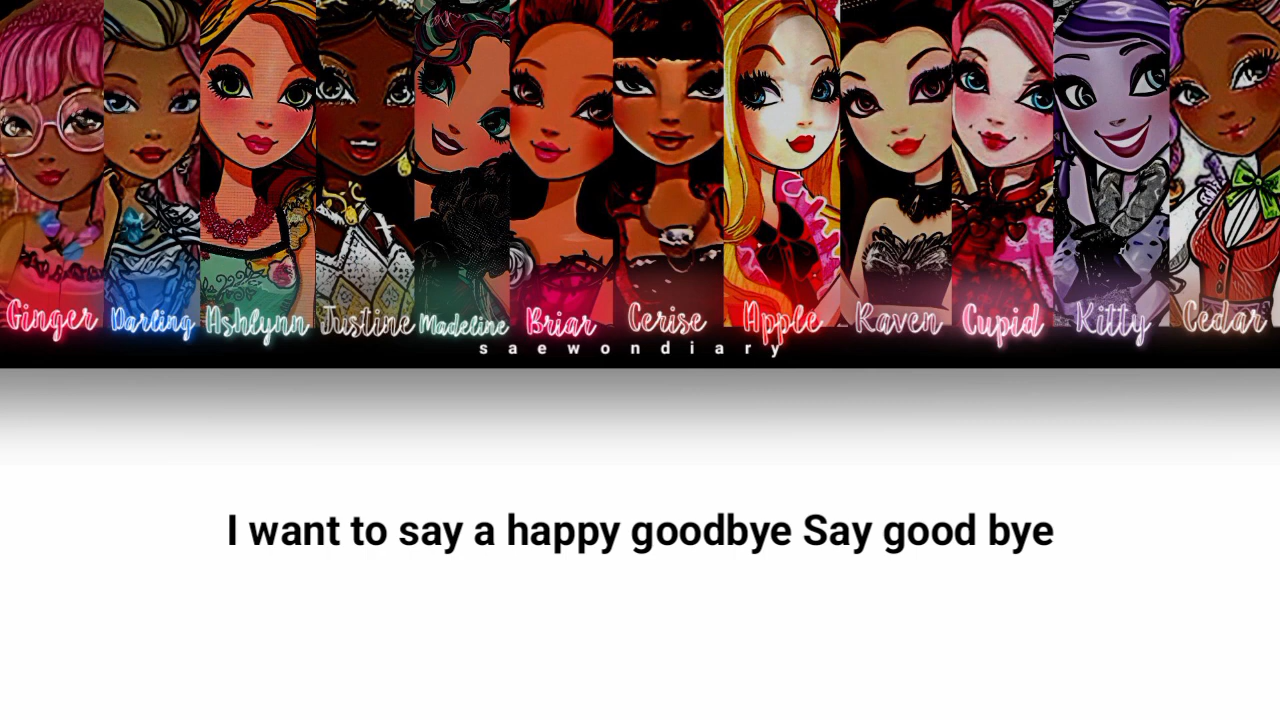 Ginger Darling Ashlynn Justine Madeline Briar Cerise Apple Raven Cupid Kitty Cedar
saewondiary
I want to say a happy goodbye Say good bye